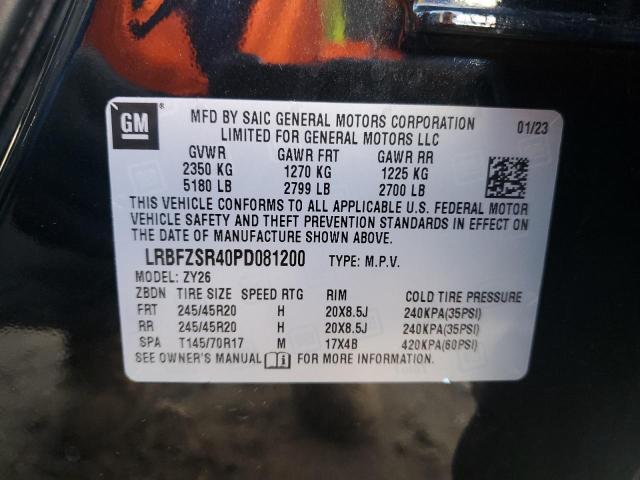 GM ®
MFD BY SAIC GENERAL MOTORS CORPORATION
LIMITED FOR GENERAL MOTORS LLC
01/23
GVWR GAWR FRT GAWR RR
2350 KG 1270 KG 1225 KG
5180 LB 2799 LB 2700 LB
THIS VEHICLE CONFORMS TO ALL APPLICABLE U.S. FEDERAL MOTOR
VEHICLE SAFETY AND THEFT PREVENTION STANDARDS IN EFFECT ON
THE DATE OF MANUFACTURE SHOWN ABOVE.
LRBFZSR40PD081200 TYPE: M.P.V.
MODEL: ZY26
ZBDN TIRE SIZE SPEED RTG RIM COLD TIRE PRESSURE
FRT 245/45R20 H 20X8.5J 240KPA(35PSI)
RR 245/45R20 H 20X8.5J 240KPA(35PSI)
SPA T145/70R17 M 17X4B 420KPA(60PSI)
SEE OWNER'S MANUAL i FOR MORE INFORMATION.